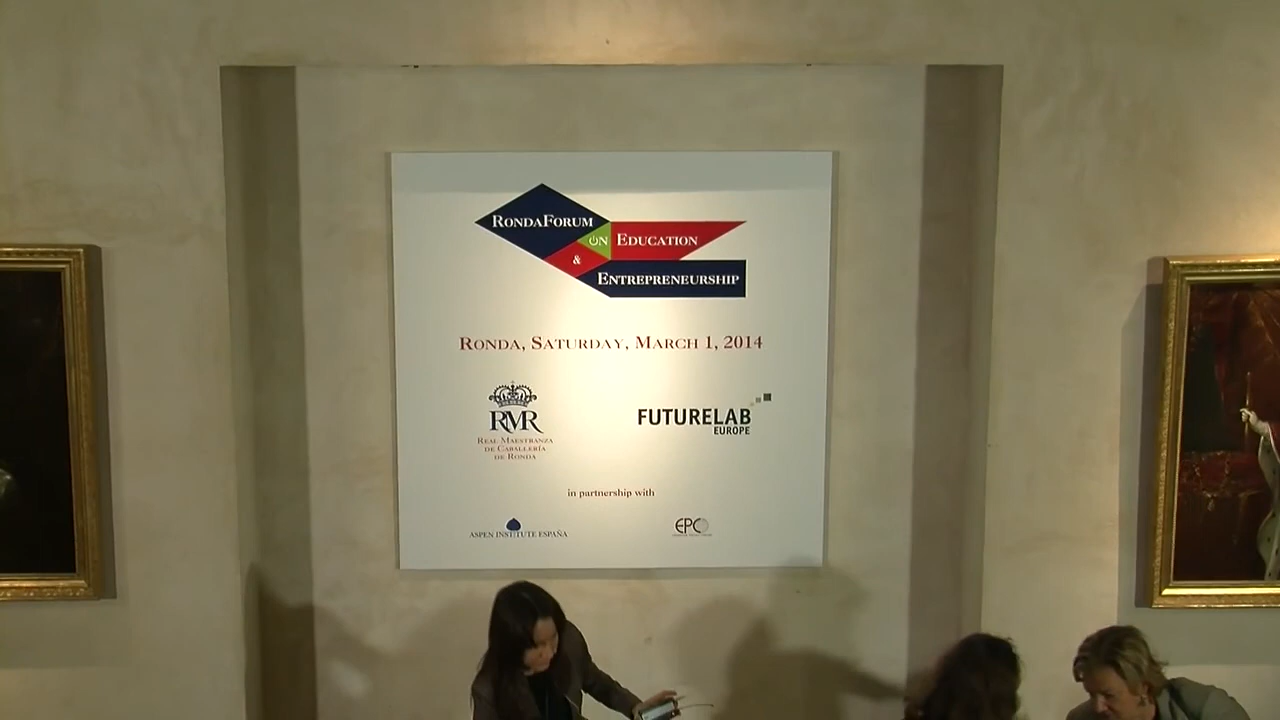 RONDAFORUM
ON EDUCATION
&
ENTREPRENEURSHIP
RONDA, SATURDAY, MARCH 1, 2014
RMR
REAL MAESTRANZA
DE CABALLERÍA
DE RONDA
FUTURELAB
EUROPE
in partnership with
ASPEN INSTITUTE ESPAÑA
EPC